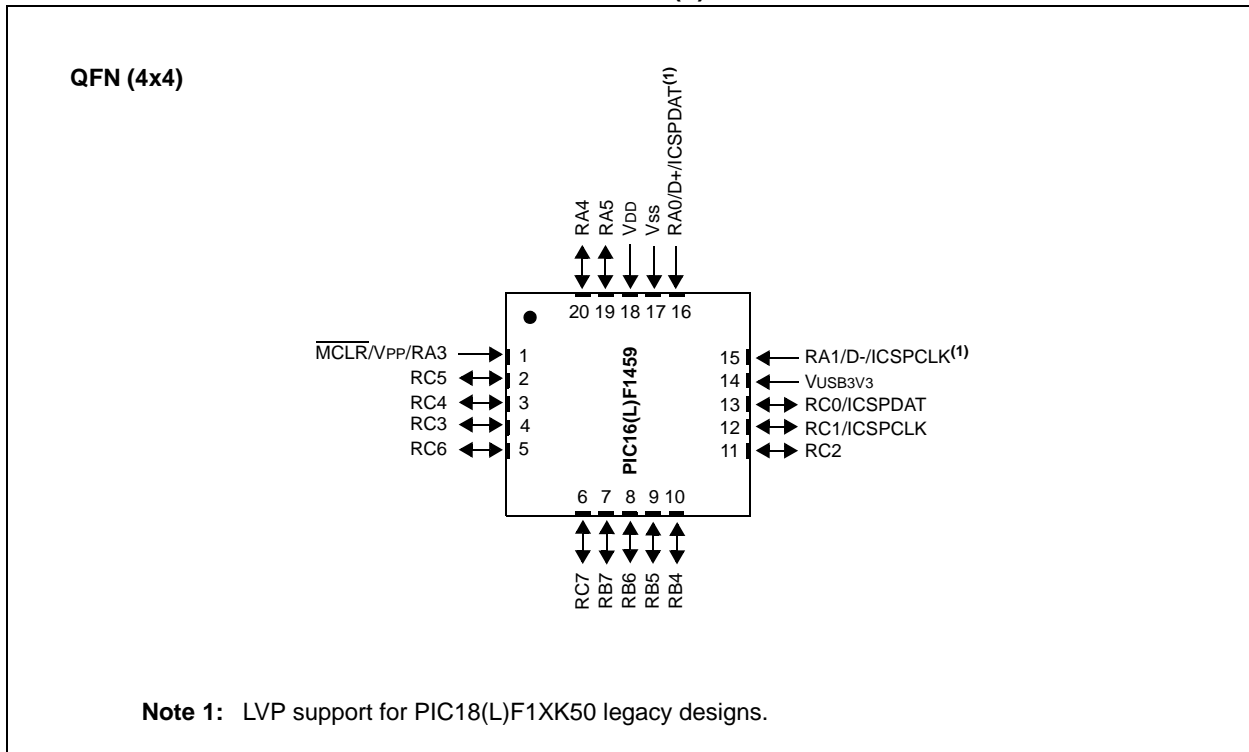 (
)
QFN (4x4)
RA4
RA5
VDD
Vss
RA0/D+/ICSPDAT(1)
20 19 18 17 16
MCLR/VPP/RA3 1
RC5 2
RC4 3
RC3 4
RC6 5
PIC16(L)F1459
15 RA1/D-/ICSPCLK(1)
14 VUSB3V3
13 RC0/ICSPDAT
12 RC1/ICSPCLK
11 RC2
6 7 8 9 10
RC7
RB7
RB6
RB5
RB4
Note 1: LVP support for PIC18(L)F1XK50 legacy designs.